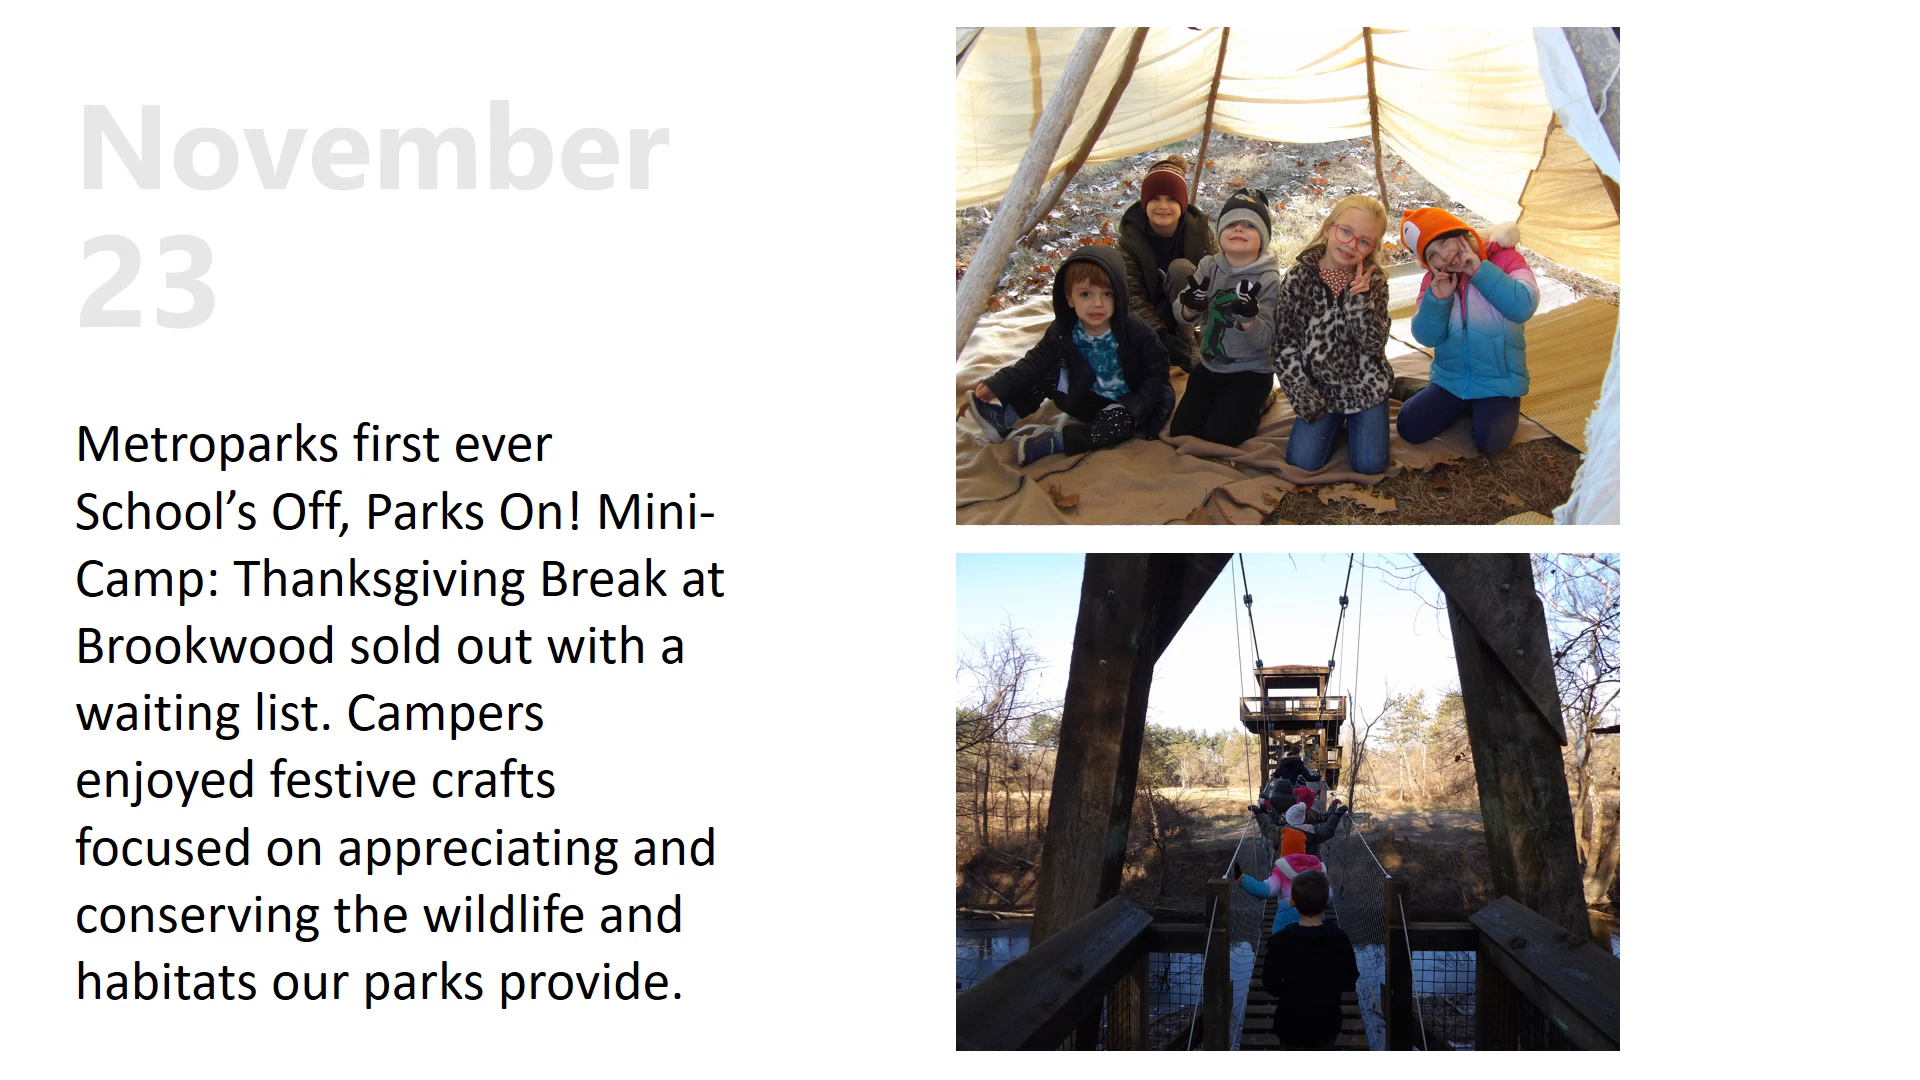 November
23
Metroparks first ever
School’s Off, Parks On! Mini-
Camp: Thanksgiving Break at
Brookwood sold out with a
waiting list. Campers
enjoyed festive crafts
focused on appreciating and
conserving the wildlife and
habitats our parks provide.